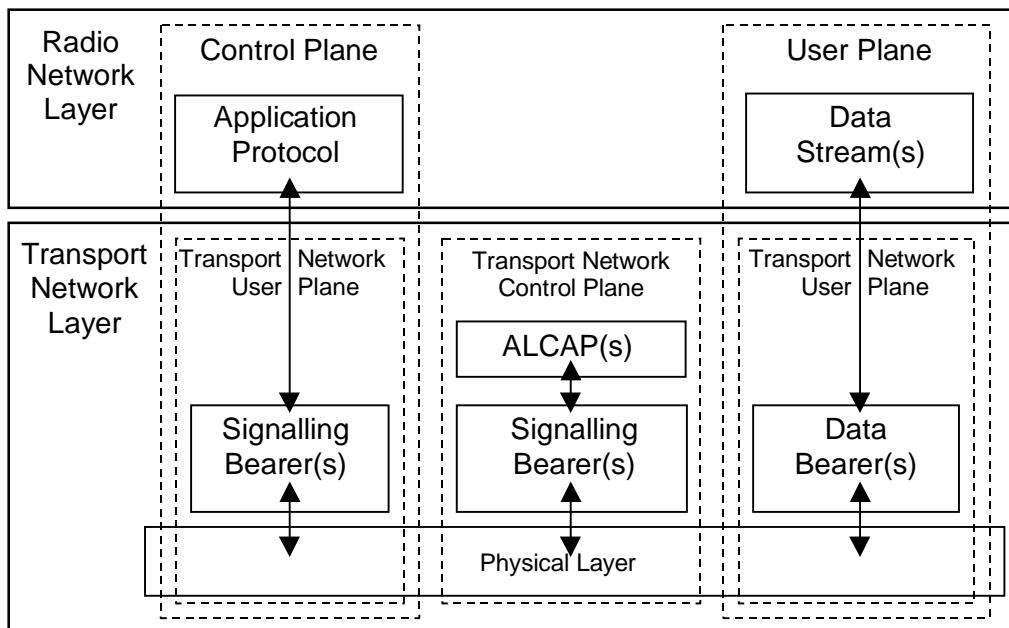 Radio
Network
Layer
Control Plane
User Plane
Application
Protocol
Data
Stream(s)
Transport
Network
Layer
Transport Network
User Plane
Transport Network
Control Plane
Transport Network
User Plane
ALCAP(s)
Signalling
Bearer(s)
Signalling
Bearer(s)
Data
Bearer(s)
Physical Layer